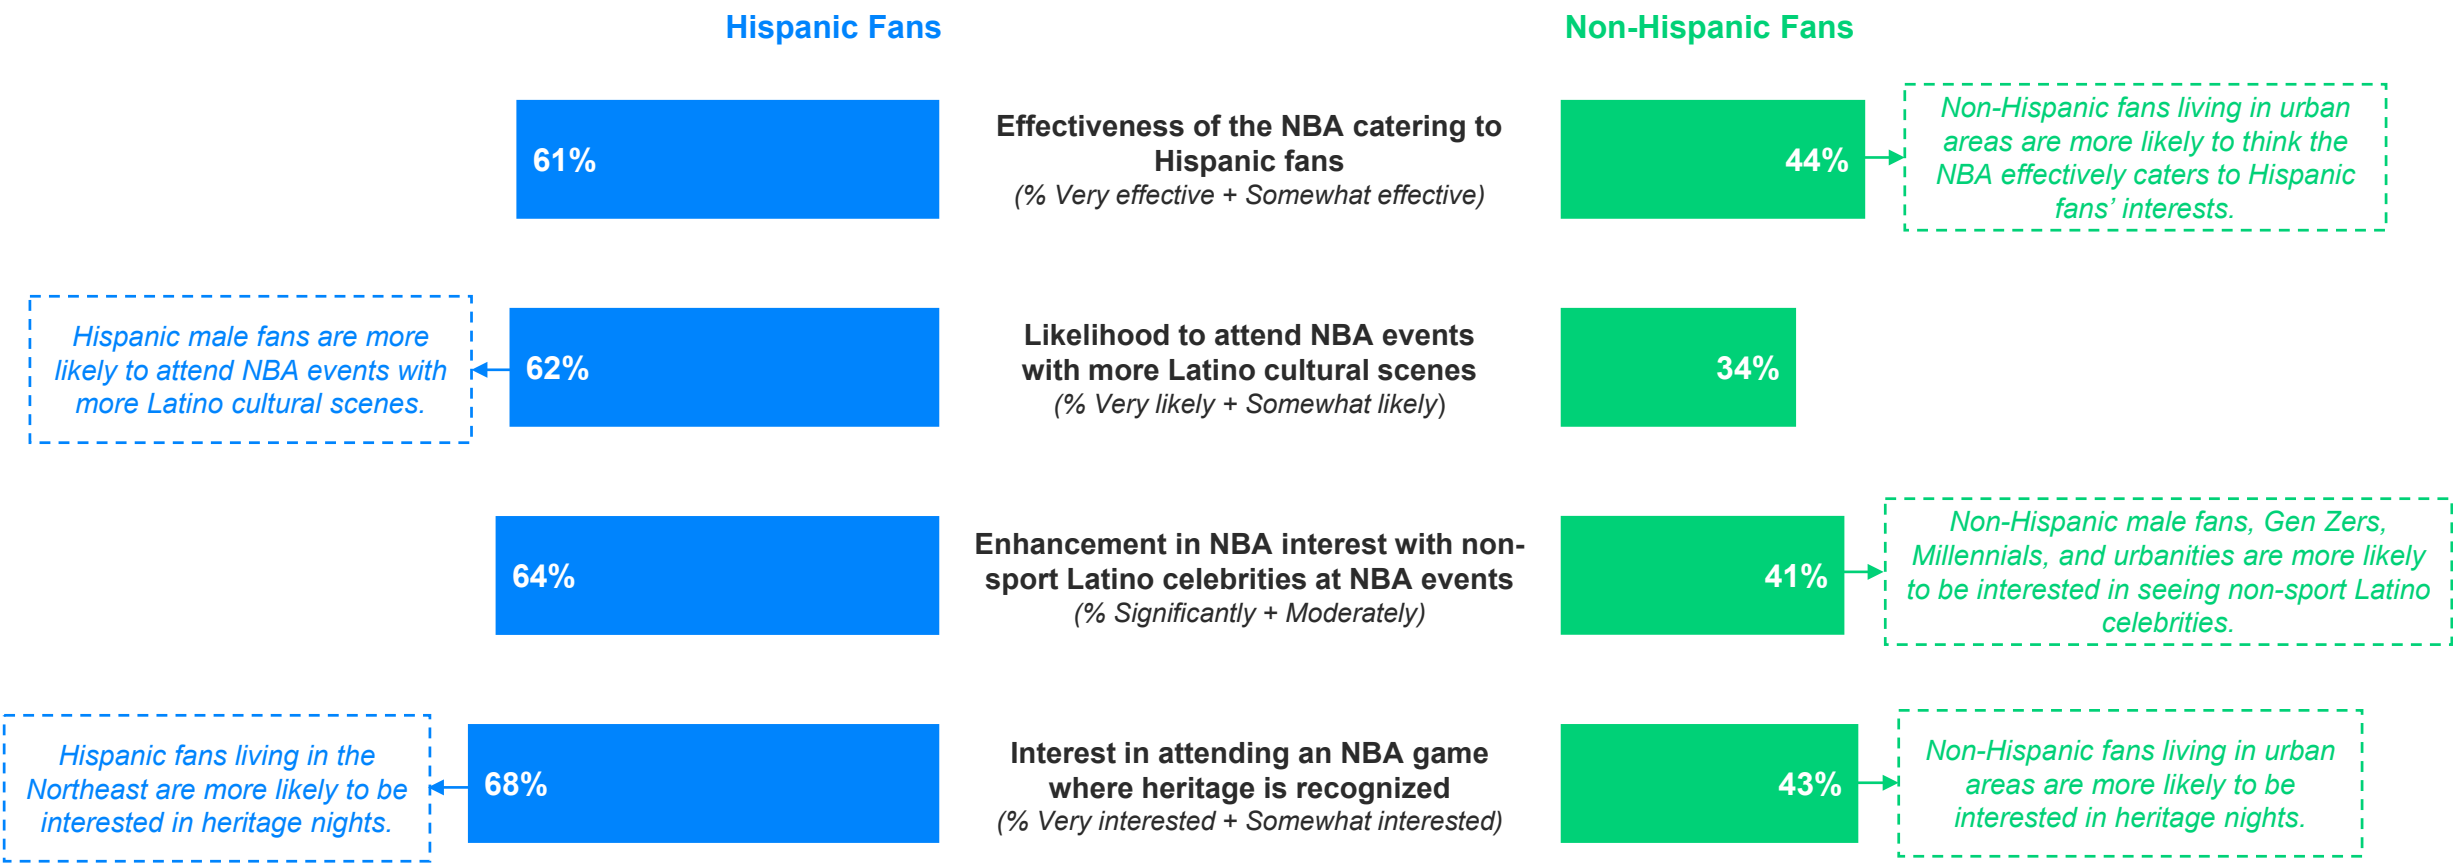 Hispanic Fans
Non-Hispanic Fans
61%
Effectiveness of the NBA catering to
Hispanic fans
(% Very effective + Somewhat effective)
44%
Non-Hispanic fans living in urban
areas are more likely to think the
NBA effectively caters to Hispanic
fans’ interests.
Hispanic male fans are more
likely to attend NBA events with
more Latino cultural scenes.
62%
Likelihood to attend NBA events
with more Latino cultural scenes
(% Very likely + Somewhat likely)
34%
64%
Enhancement in NBA interest with non-
sport Latino celebrities at NBA events
(% Significantly + Moderately)
41%
Non-Hispanic male fans, Gen Zers,
Millennials, and urbanities are more likely
to be interested in seeing non-sport Latino
celebrities.
Hispanic fans living in the
Northeast are more likely to be
interested in heritage nights.
68%
Interest in attending an NBA game
where heritage is recognized
(% Very interested + Somewhat interested)
43%
Non-Hispanic fans living in urban
areas are more likely to be
interested in heritage nights.